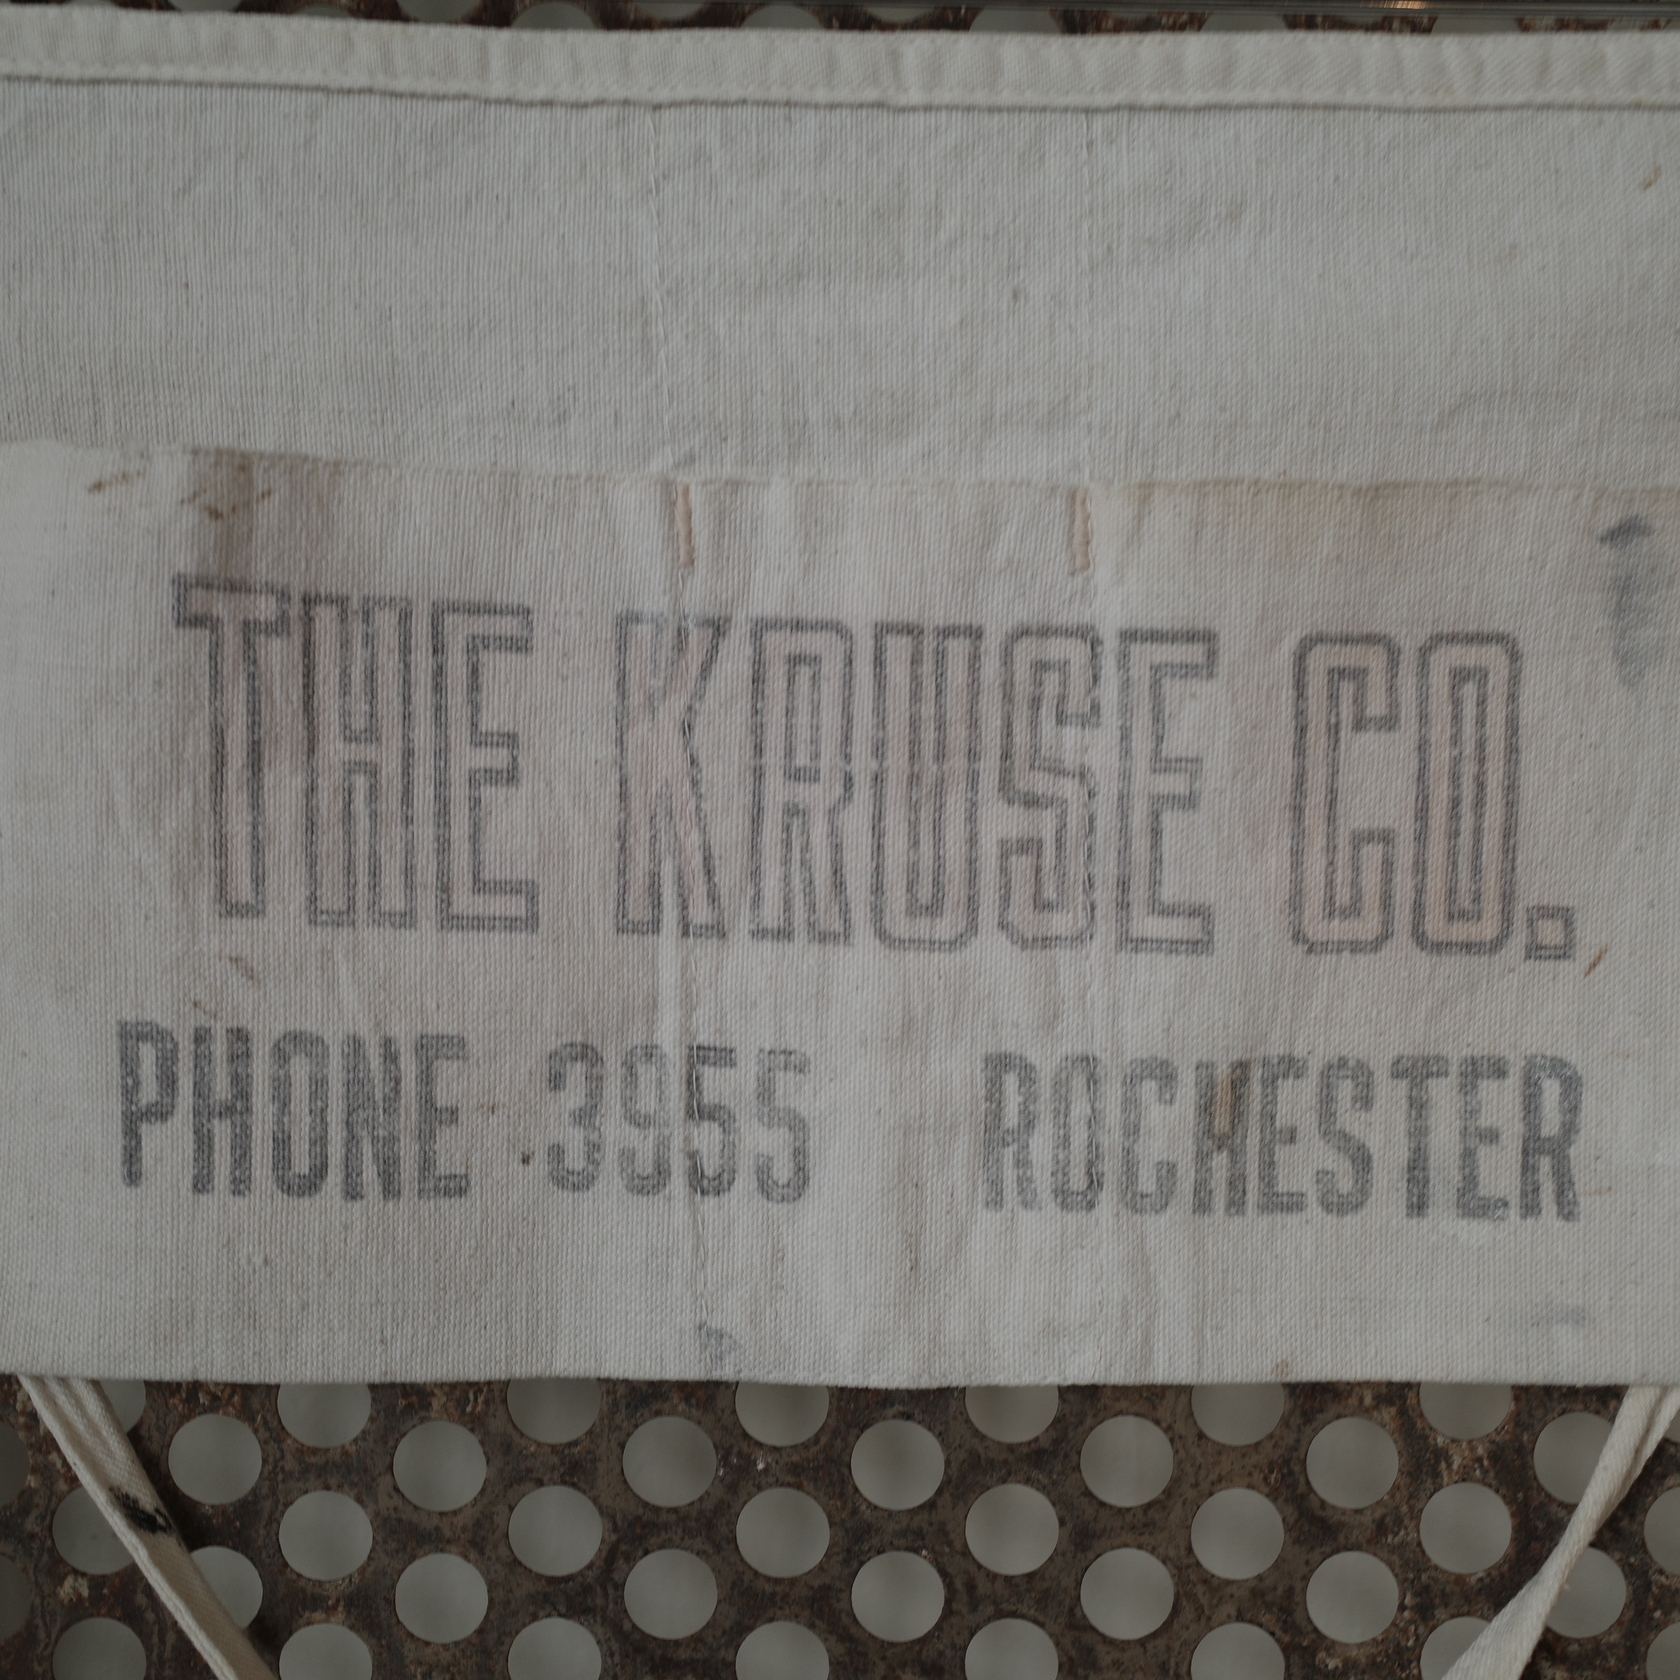 THE KRUSE CO.
PHONE 3955 ROCHESTER